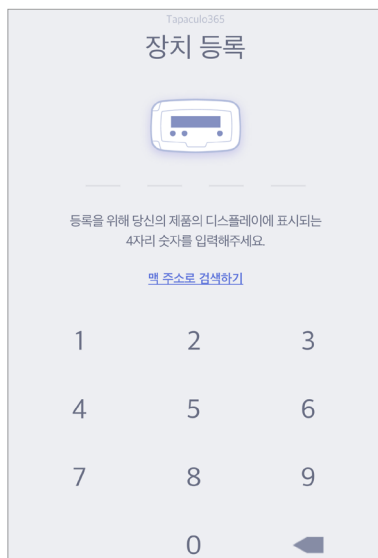 Tapaculo365
장치 등록
등록을 위해 당신의 제품의 디스플레이에 표시되는
4자리 숫자를 입력해주세요.
맥 주소로 검색하기
1 2 3
4 5 6
7 8 9
0